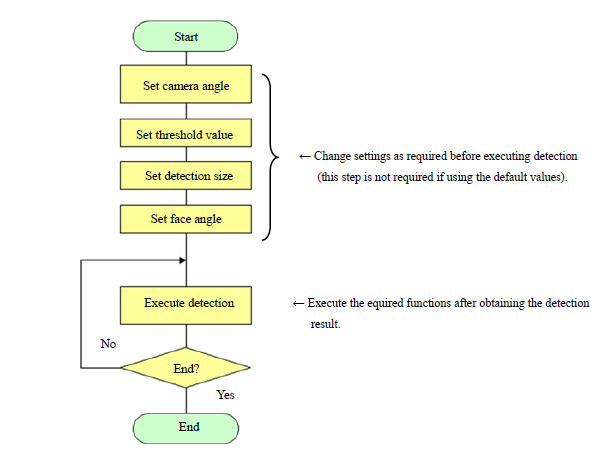 Start
Set camera angle
Set threshold value
Set detection size
Set face angle
← Change settings as required before executing detection
(this step is not required if using the default values).
Execute detection
← Execute the equired functions after obtaining the detection
result.
No
End?
Yes
End